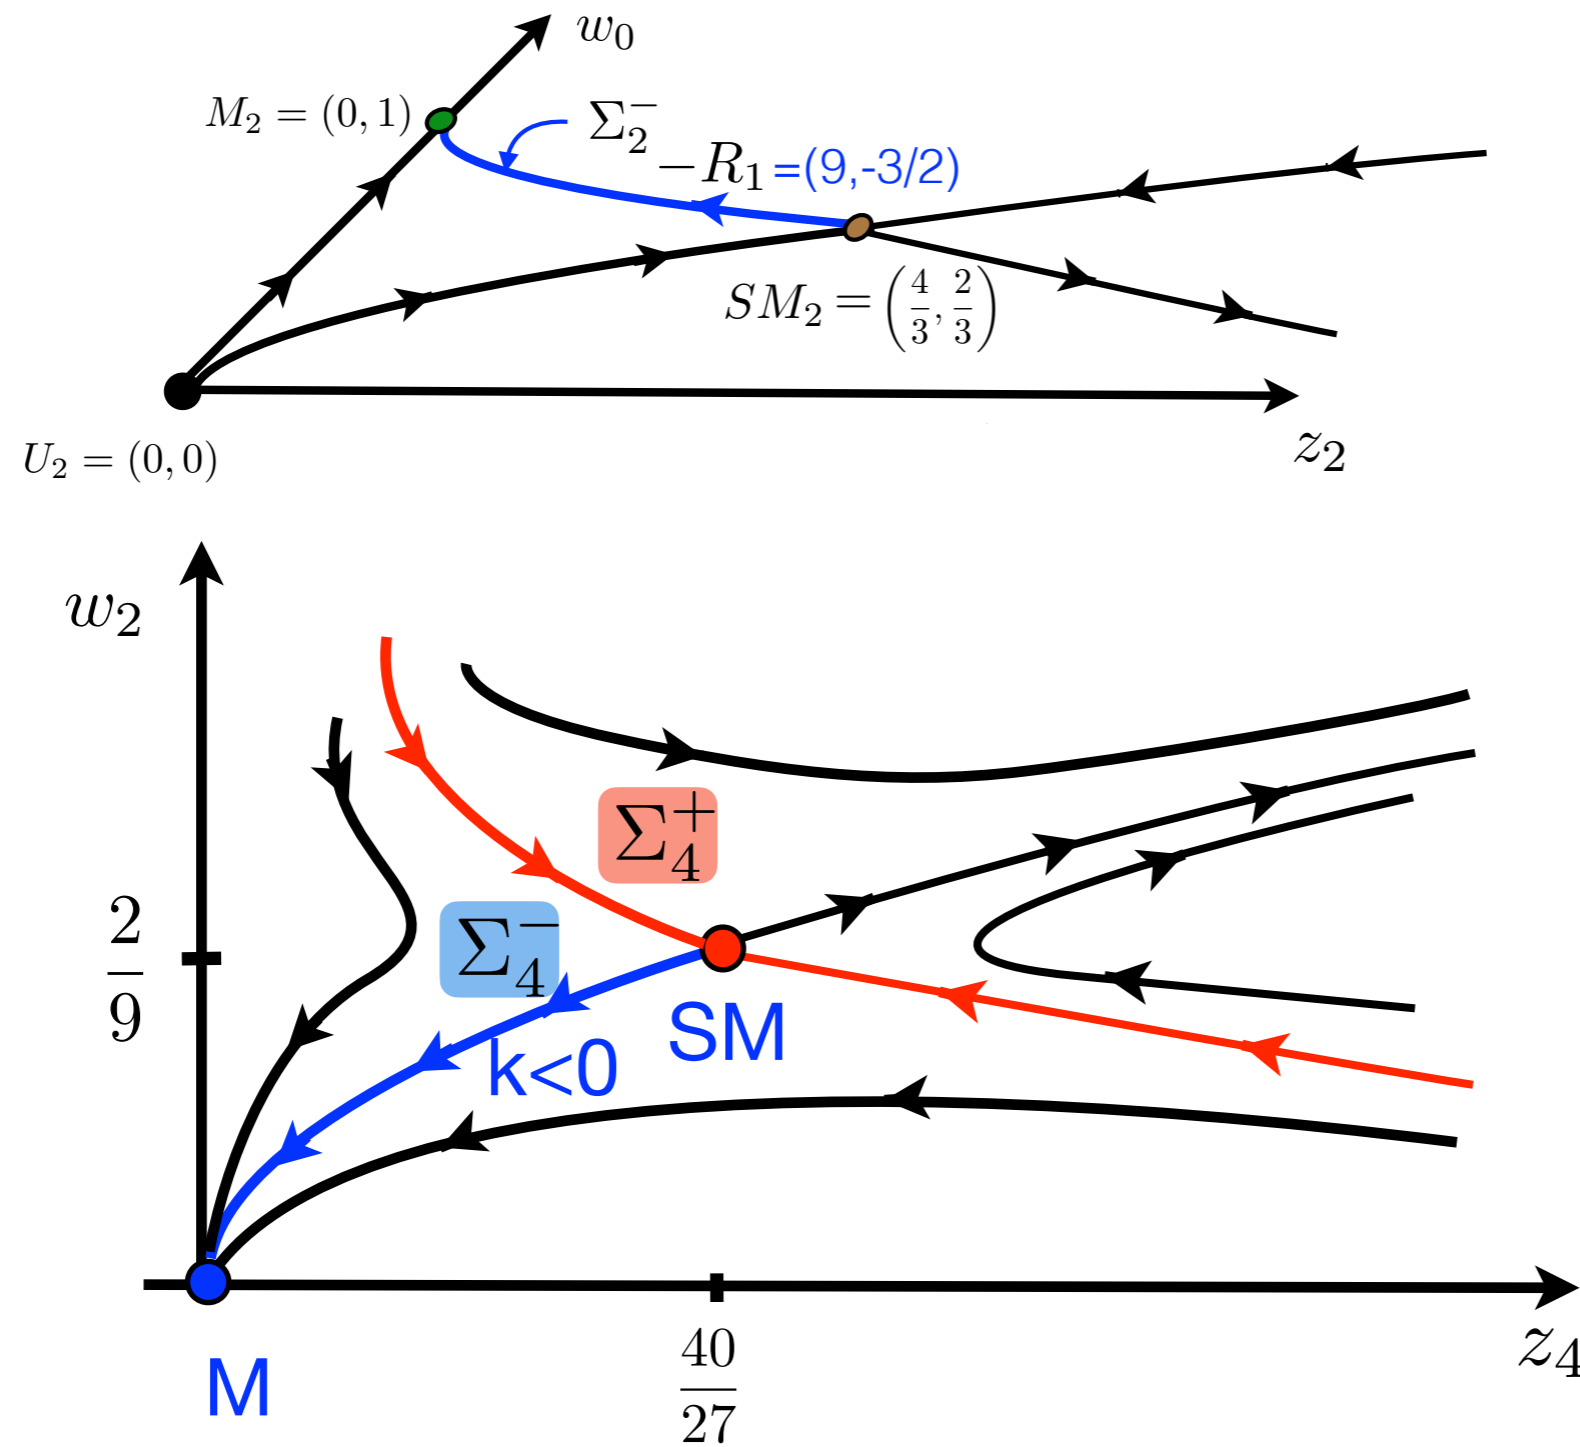 w₀
M₂ = (0, 1)
Σ₂⁻
−R₁=(9,-3/2)
SM₂ = (4/3, 2/3)
U₂ = (0, 0)
z₂
w₂
Σ₄⁺
Σ₄⁻
2/9
SM
k<0
z₄
40/27
M